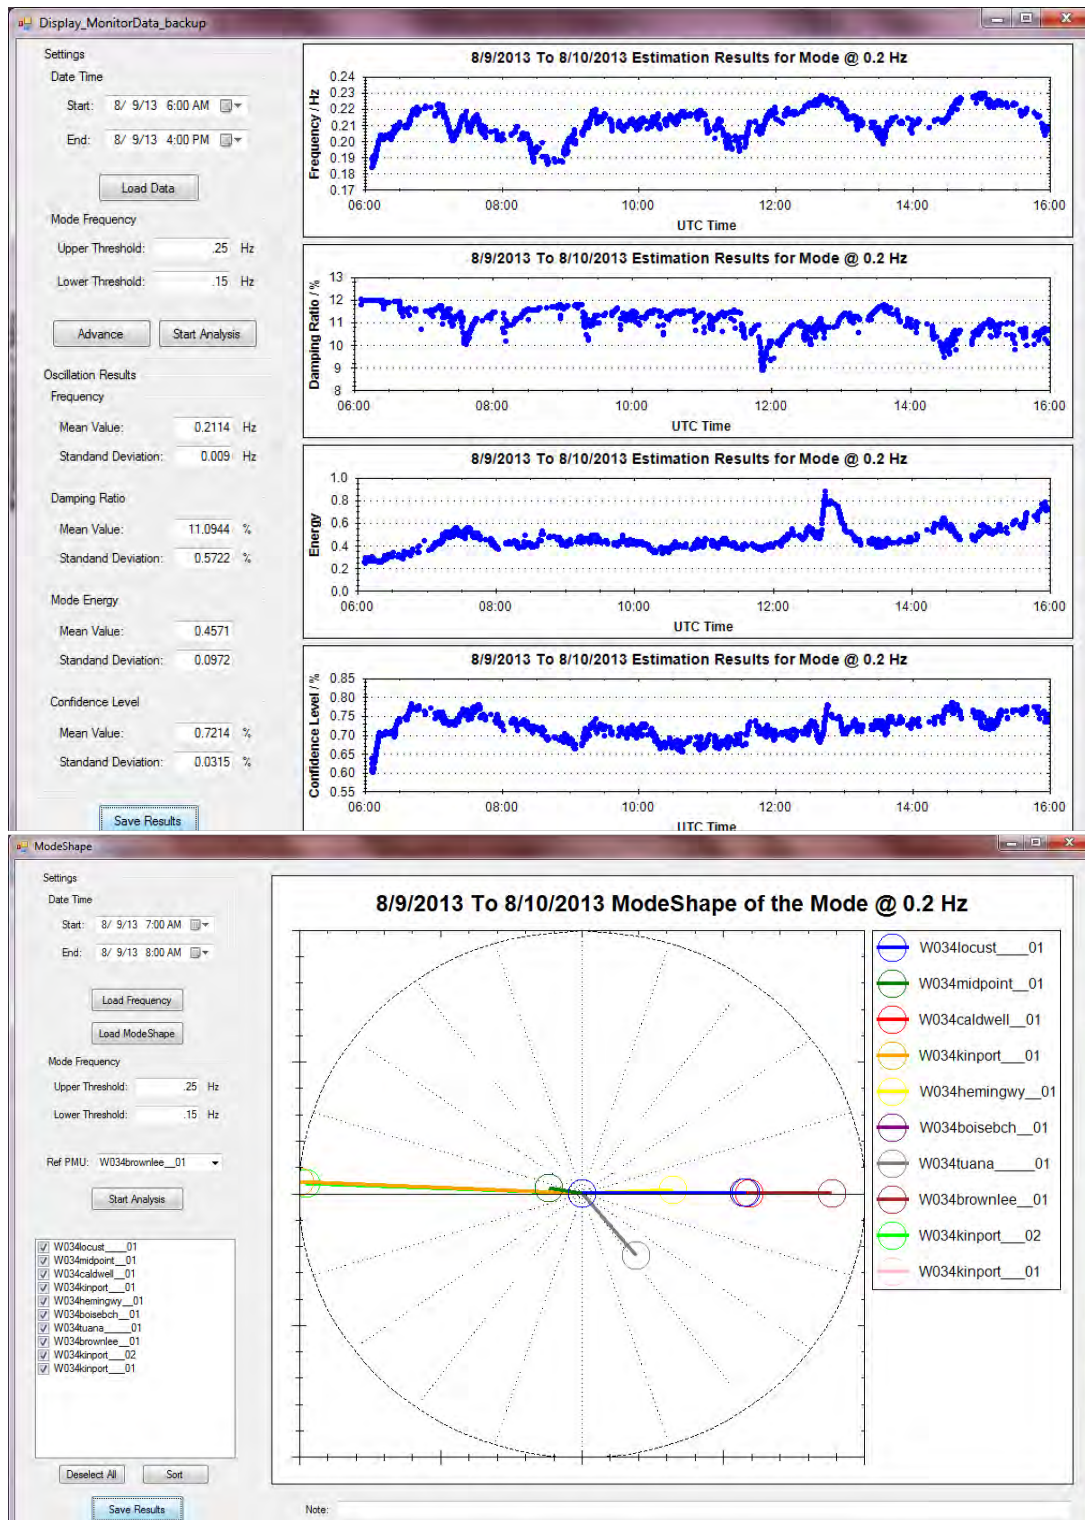 Display_MonitorData_backup
Settings
Date Time
Start: 8/ 9/13 6:00 AM
End: 8/ 9/13 4:00 PM
Load Data
Mode Frequency
Upper Threshold: .25 Hz
Lower Threshold: .15 Hz
Advance Start Analysis
Oscillation Results
Frequency
Mean Value: 0.2114 Hz
Standand Deviation: 0.009 Hz
Damping Ratio
Mean Value: 11.0944 %
Standand Deviation: 0.5722 %
Mode Energy
Mean Value: 0.4571
Standand Deviation: 0.0972
Confidence Level
Mean Value: 0.7214 %
Standand Deviation: 0.0315 %
Save Results
8/9/2013 To 8/10/2013 Estimation Results for Mode @ 0.2 Hz
Frequency / Hz
0.24
0.23
0.22
0.21
0.20
0.19
0.18
0.17
06:00 08:00 10:00 12:00 14:00 16:00
UTC Time
8/9/2013 To 8/10/2013 Estimation Results for Mode @ 0.2 Hz
Damping Ratio / %
13
12
11
10
9
8
06:00 08:00 10:00 12:00 14:00 16:00
UTC Time
8/9/2013 To 8/10/2013 Estimation Results for Mode @ 0.2 Hz
Energy
1.0
0.8
0.6
0.4
0.2
0.0
06:00 08:00 10:00 12:00 14:00 16:00
UTC Time
8/9/2013 To 8/10/2013 Estimation Results for Mode @ 0.2 Hz
Confidence Level / %
0.85
0.80
0.75
0.70
0.65
0.60
0.55
06:00 08:00 10:00 12:00 14:00 16:00
UTC Time
ModeShape
Settings
Date Time
Start: 8/ 9/13 7:00 AM
End: 8/ 9/13 8:00 AM
Load Frequency
Load ModeShape
Mode Frequency
Upper Threshold: .25 Hz
Lower Threshold: .15 Hz
Ref PMU: W034brownlee__01
Start Analysis
W034locust____01
W034midpoint__01
W034caldwell__01
W034kinport___01
W034hemingwy__01
W034boisebch__01
W034tuana_____01
W034brownlee__01
W034kinport___02
W034kinport___01
Deselect All Sort
Save Results
8/9/2013 To 8/10/2013 ModeShape of the Mode @ 0.2 Hz
W034locust____01
W034midpoint__01
W034caldwell__01
W034kinport___01
W034hemingwy__01
W034boisebch__01
W034tuana_____01
W034brownlee__01
W034kinport___02
W034kinport___01
Note: